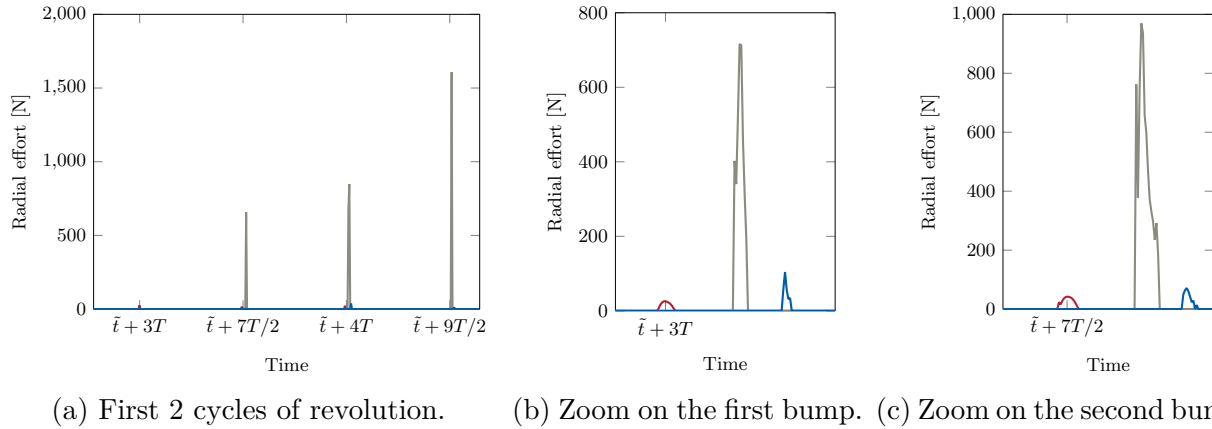 2,000
1,500
1,000
500
0
Radial effort [N]
t̃ + 3T
t̃ + 7T/2
t̃ + 4T
t̃ + 9T/2
Time
(a) First 2 cycles of revolution.
800
600
400
200
0
Radial effort [N]
t̃ + 3T
Time
(b) Zoom on the first bump.
1,000
800
600
400
200
0
Radial effort [N]
t̃ + 7T/2
Time
(c) Zoom on the second bum